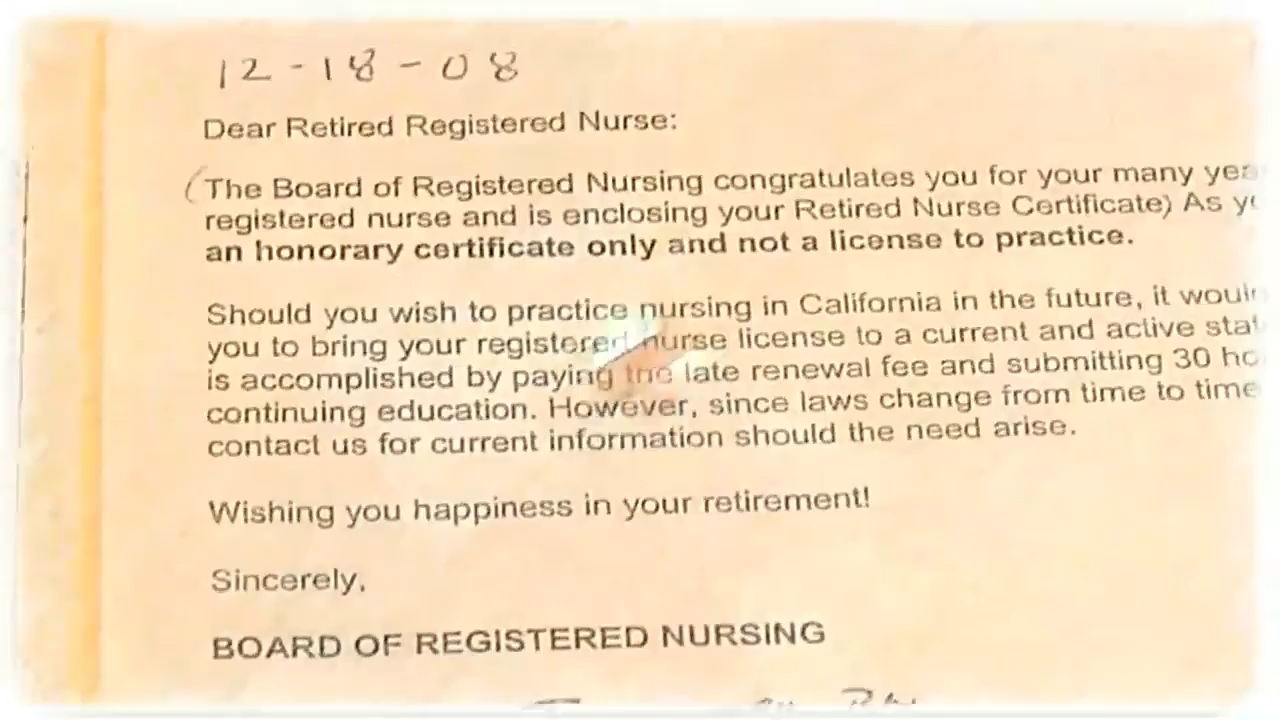 12-18-08
Dear Retired Registered Nurse:
(The Board of Registered Nursing congratulates you for your many
registered nurse and is enclosing your Retired Nurse Certificate) As
an honorary certificate only and not a license to practice.
Should you wish to practice nursing in California in the future, it
you to bring your registered nurse license to a current and active
is accomplished by paying the late renewal fee and submitting 30
continuing education. However, since laws change from time to time
contact us for current information should the need arise.
Wishing you happiness in your retirement!
Sincerely,
BOARD OF REGISTERED NURSING